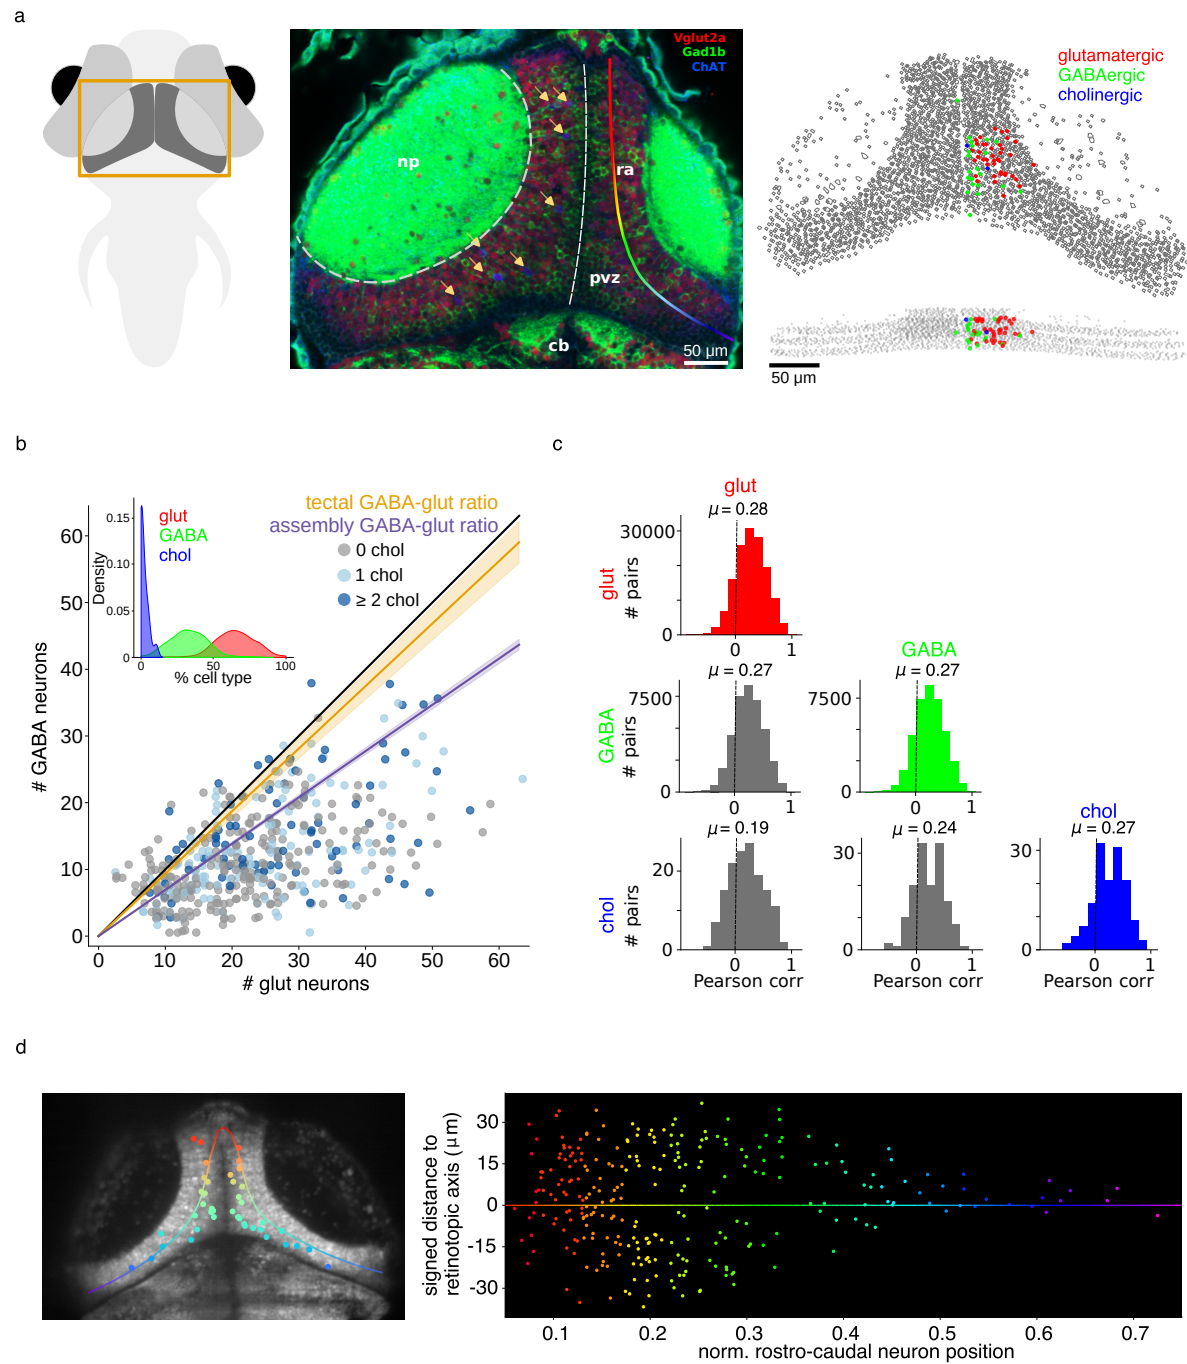 a
Vglut2a
Gad1b
ChAT
np
ra
pvz
cb
50 µm
glutamatergic
GABAergic
cholinergic
50 µm
b
tectal GABA-glut ratio
assembly GABA-glut ratio
0 chol
1 chol
≥ 2 chol
glut
GABA
chol
Density
0.15
0.10
0.05
0
0 50 100
% cell type
# GABA neurons
60
50
40
30
20
10
0
0 10 20 30 40 50 60
# glut neurons
c
glut
µ = 0.28
glut
# pairs
30000
0
0 1
GABA
µ = 0.27
µ = 0.27
GABA
# pairs
7500
0
0 1
7500
0
0 1
chol
µ = 0.19
µ = 0.24
µ = 0.27
chol
# pairs
20
0
0 1
Pearson corr
30
0
0 1
Pearson corr
30
0
0 1
Pearson corr
d
signed distance to
retinotopic axis (µm)
30
15
0
-15
-30
0.1 0.2 0.3 0.4 0.5 0.6 0.7
norm. rostro-caudal neuron position